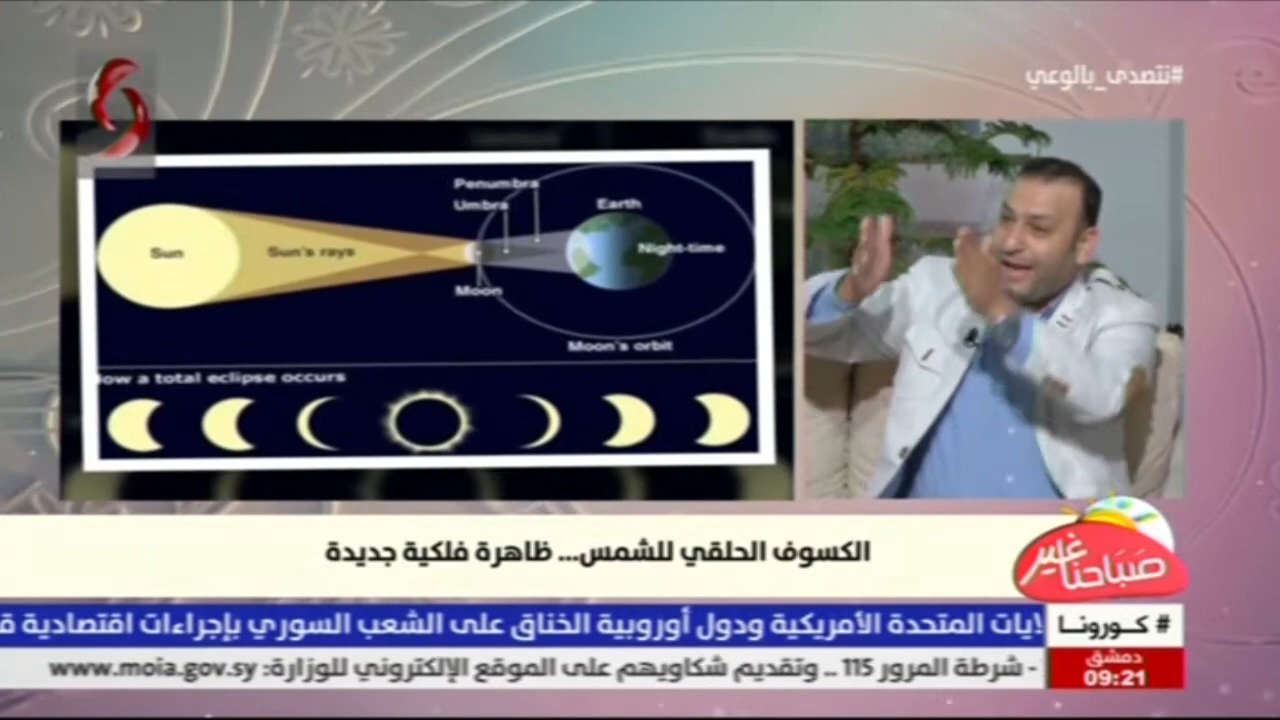 #نتصدى_بالوعي
Penumbra
Umbra
Earth
Sun
Sun's rays
Night-time
Moon
Moon's orbit
ow a total eclipse occurs
الكسوف الحلقي للشمس... ظاهرة فلكية جديدة
صباحنا غير
# كـورونـا
لايات المتحدة الأمريكية ودول أوروبية الخناق على الشعب السوري بإجراءات اقتصادية ق
دمشق
09:21
- شرطة المرور 115 .. وتقديم شكاويهم على الموقع الإلكتروني للوزارة: www.moia.gov.sy